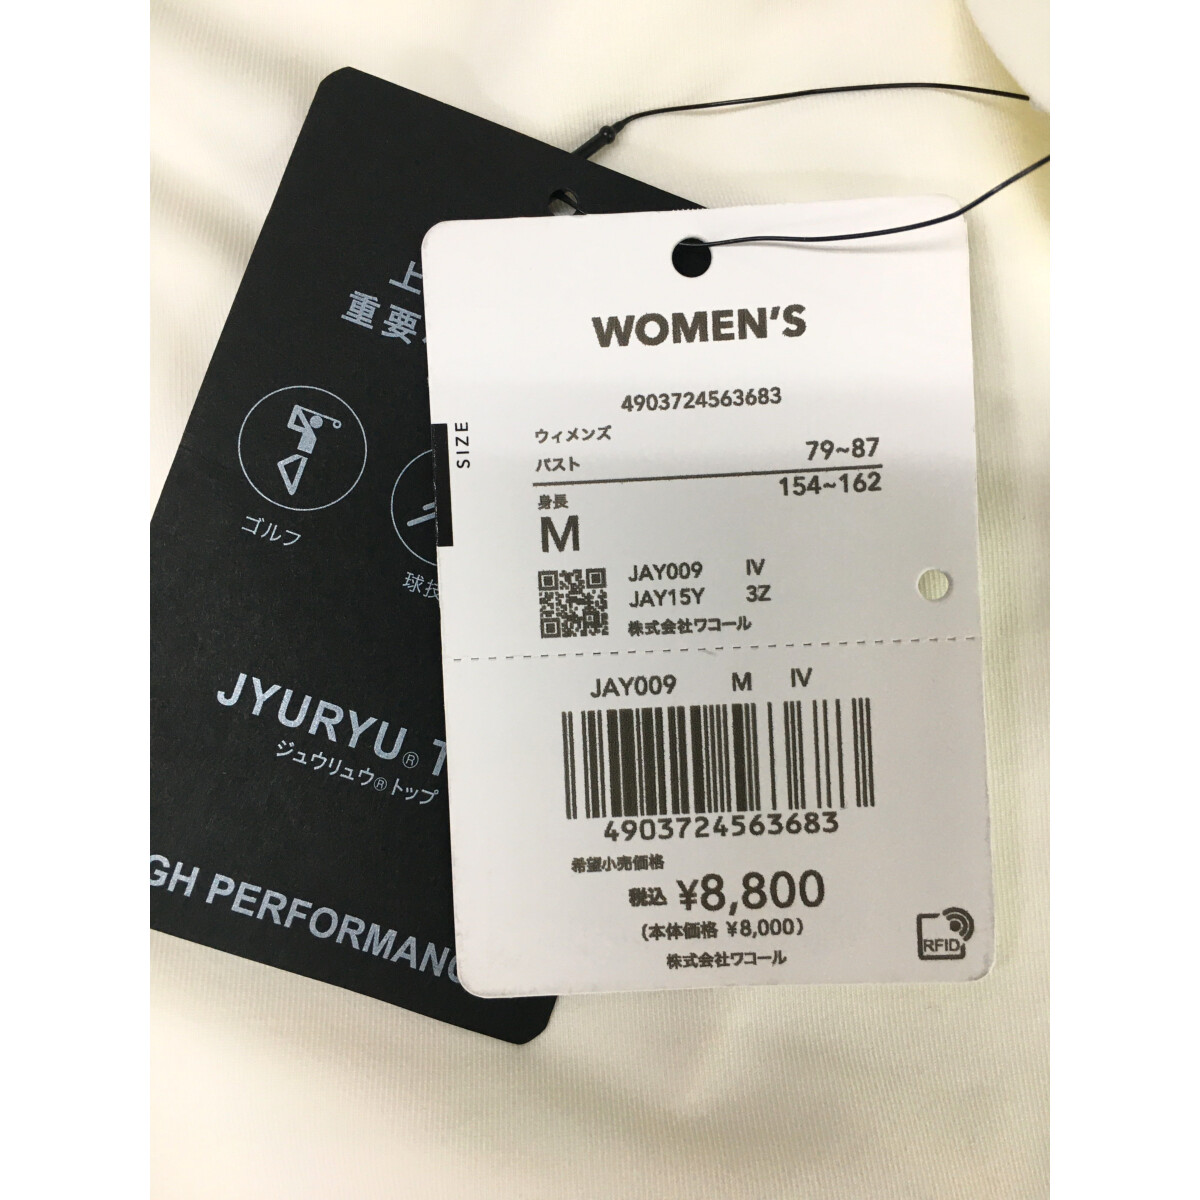 上
重要
ゴルフ
球技
JYURYU® T
ジュウリュウ® トップ
GH PERFORMANC
WOMEN'S
4903724563683
SIZE
ウィメンズ
バスト 79~87
身長 154~162
M
JAY009 IV
JAY15Y 3Z
株式会社ワコール
JAY009 M IV
4903724563683
希望小売価格
税込 ¥8,800
(本体価格 ¥8,000)
株式会社ワコール
RFID